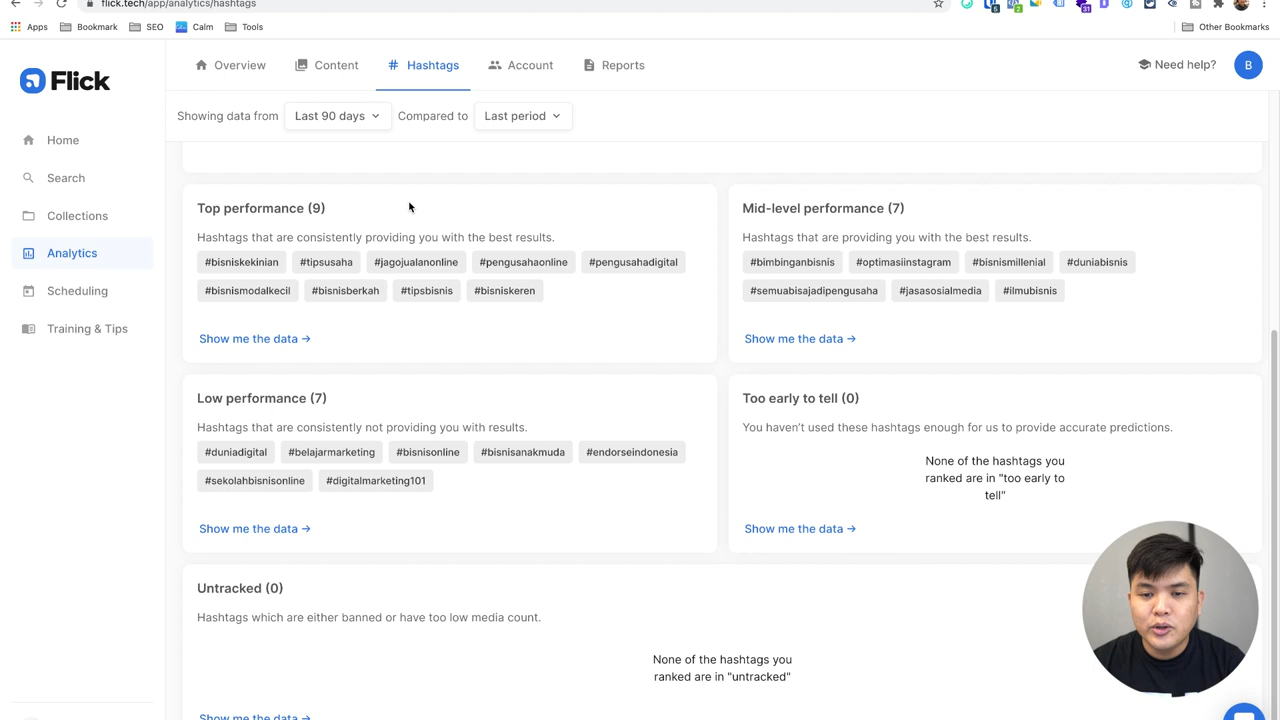 flick.tech/app/analytics/hashtags
Apps Bookmark SEO Calm Tools Other Bookmarks
Flick
Overview Content # Hashtags Account Reports Need help? B
Showing data from Last 90 days Compared to Last period
Home
Search
Collections
Analytics
Scheduling
Training & Tips
Top performance (9)
Hashtags that are consistently providing you with the best results.
#bisniskekinian #tipsusaha #jagojualanonline #pengusahaonline #pengusahadigital
#bisnismodalkecil #bisnisberkah #tipsbisnis #bisniskeren
Show me the data →
Mid-level performance (7)
Hashtags that are providing you with the best results.
#bimbinganbisnis #optimasiinstagram #bisnismillenial #duniabisnis
#semuabisajadipengusaha #jasasosialmedia #ilmubisnis
Show me the data →
Low performance (7)
Hashtags that are consistently not providing you with results.
#duniadigital #belajarmarketing #bisnisonline #bisnisanakmuda #endorseindonesia
#sekolahbisnisonline #digitalmarketing101
Show me the data →
Too early to tell (0)
You haven't used these hashtags enough for us to provide accurate predictions.
None of the hashtags you
ranked are in "too early to
tell"
Show me the data →
Untracked (0)
Hashtags which are either banned or have too low media count.
None of the hashtags you
ranked are in "untracked"
Show me the data →